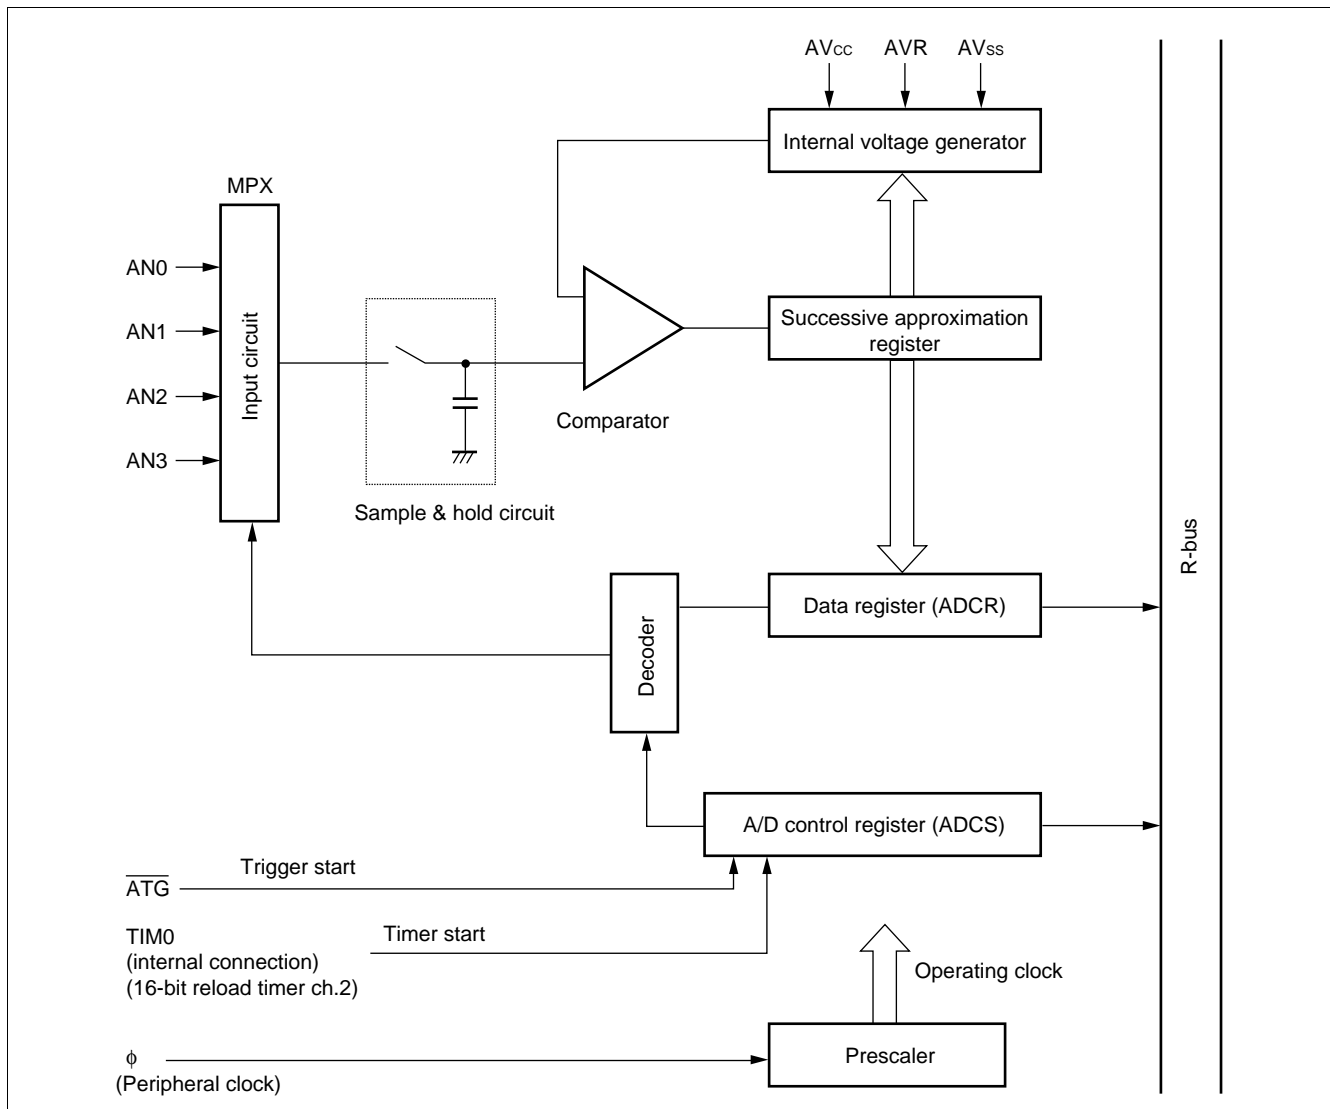 AVCC
AVR
AVSS
Internal voltage generator
MPX
AN0
AN1
AN2
AN3
Input circuit
Successive approximation
register
Comparator
Sample & hold circuit
R-bus
Data register (ADCR)
Decoder
A/D control register (ADCS)
Trigger start
ATG
TIM0
(internal connection)
(16-bit reload timer ch.2)
Timer start
Operating clock
Prescaler
ϕ
(Peripheral clock)